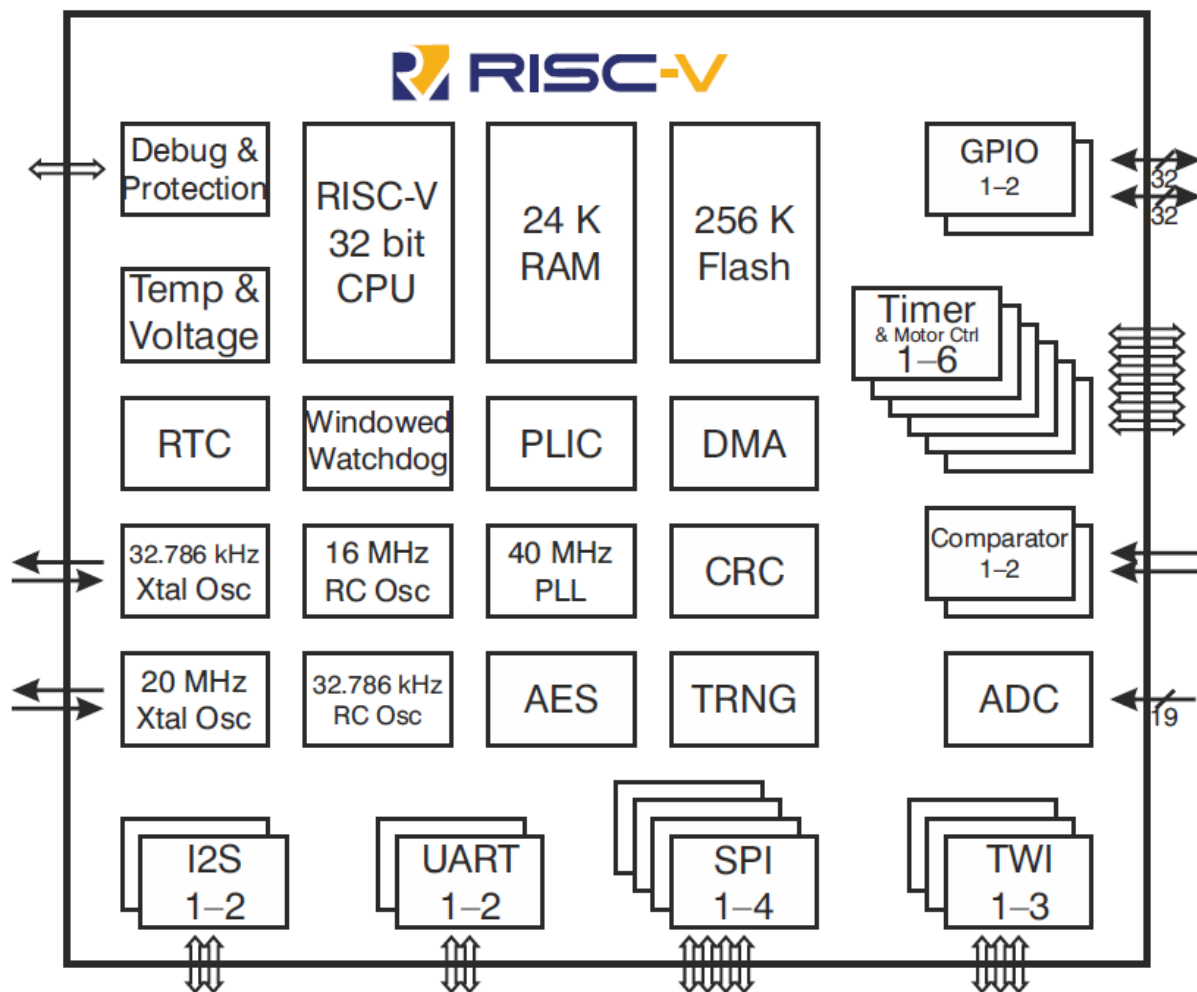 RISC-V
Debug &
Protection
RISC-V
32 bit
CPU
24 K
RAM
256 K
Flash
GPIO
1–2
32
32
Temp &
Voltage
Timer
& Motor Ctrl
1–6
RTC
Windowed
Watchdog
PLIC
DMA
32.786 kHz
Xtal Osc
16 MHz
RC Osc
40 MHz
PLL
CRC
Comparator
1–2
20 MHz
Xtal Osc
32.786 kHz
RC Osc
AES
TRNG
ADC
19
I2S
1–2
UART
1–2
SPI
1–4
TWI
1–3